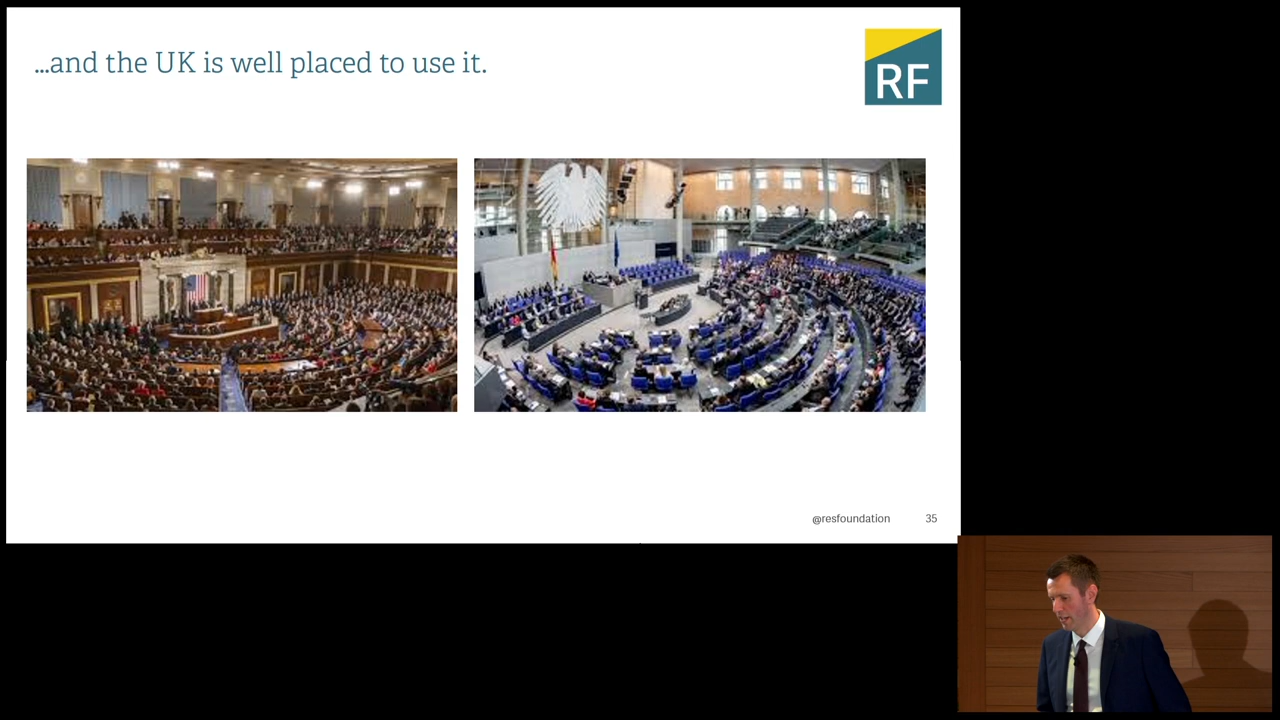 ...and the UK is well placed to use it.
RF
@resfoundation
35